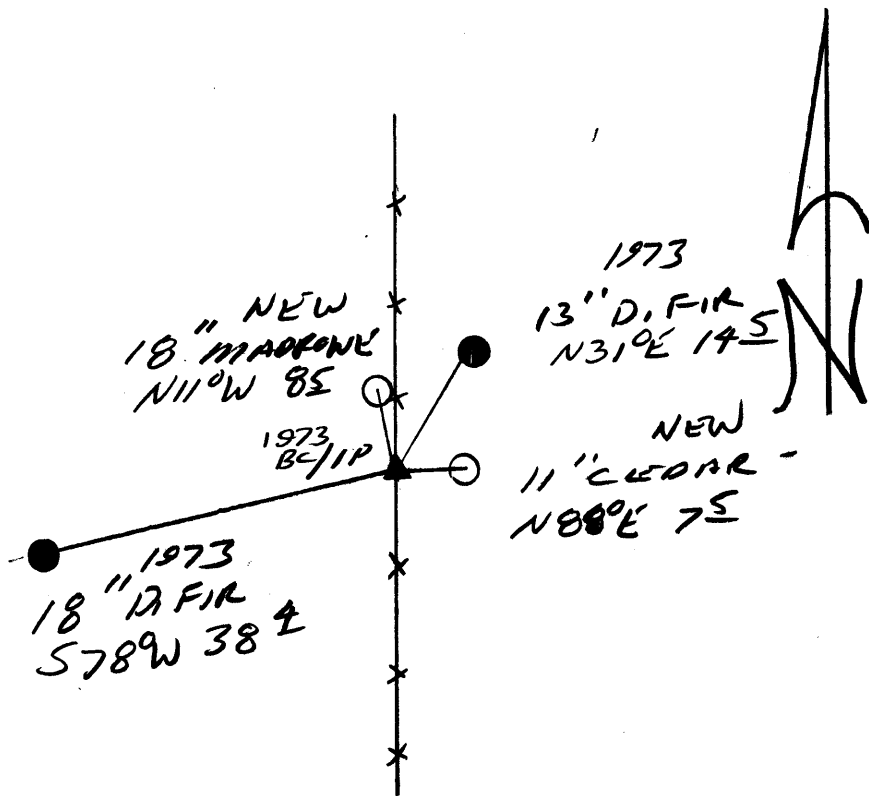 NEW
18" MADRONE
N11°W 8<u>5</u>
1973
13" D. FIR
N31°E 14<u>5</u>
1973
BC/IP
NEW
11" CEDAR -
N88°E 7<u>5</u>
1973
18" D. FIR
S78°W 38<u>4</u>
N